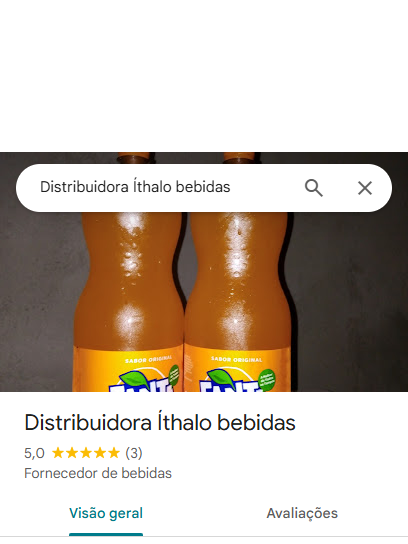 Distribuidora Íthalo bebidas
SABOR ORIGINAL SABOR ORIGINAL
Distribuidora Íthalo bebidas
5,0 (3)
Fornecedor de bebidas
Visão geral Avaliações